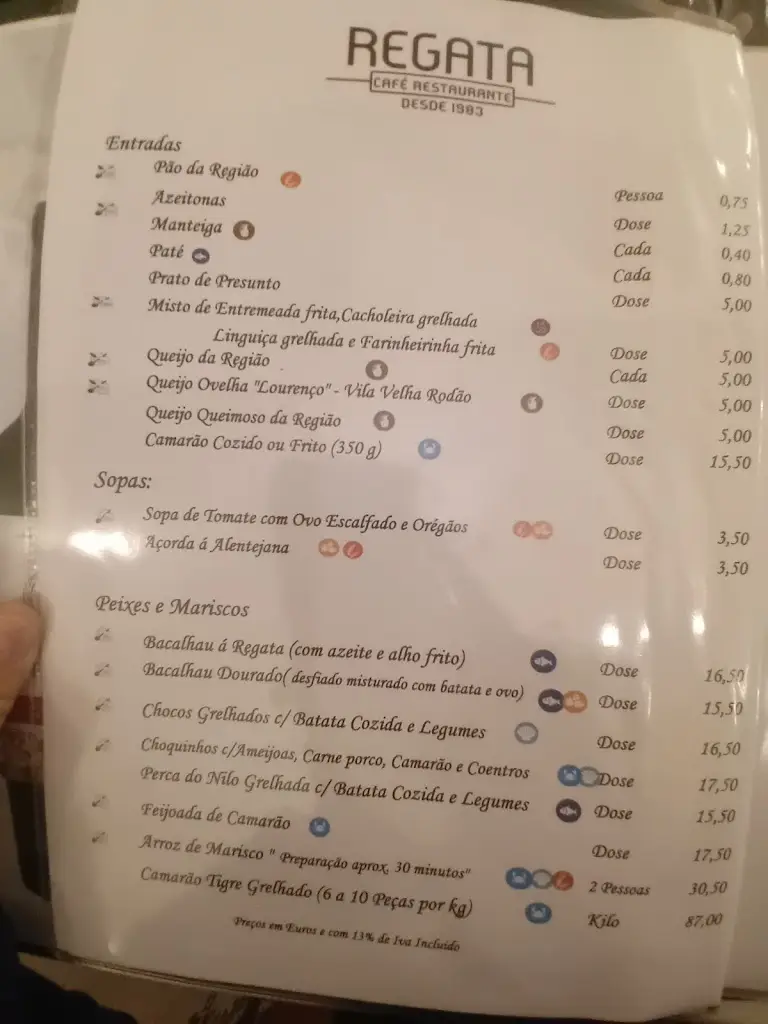 REGATA
CAFÉ RESTAURANTE
DESDE 1983
Entradas
Pão da Região Pessoa 0,75
Azeitonas Dose 1,25
Manteiga Cada 0,40
Paté Cada 0,80
Prato de Presunto Dose 5,00
Misto de Entremeada frita,Cacholeira grelhada
Linguiça grelhada e Farinheirinha frita Dose 5,00
Queijo da Região Cada 5,00
Queijo Ovelha "Lourenço" - Vila Velha Rodão Dose 5,00
Queijo Queimoso da Região Dose 5,00
Camarão Cozido ou Frito (350 g) Dose 15,50
Sopas:
Sopa de Tomate com Ovo Escalfado e Orégãos Dose 3,50
Açorda á Alentejana Dose 3,50
Peixes e Mariscos
Bacalhau á Regata (com azeite e alho frito) Dose 16,50
Bacalhau Dourado( desfiado misturado com batata e ovo) Dose 15,50
Chocos Grelhados c/ Batata Cozida e Legumes Dose 16,50
Choquinhos c/Ameijoas, Carne porco, Camarão e Coentros Dose 17,50
Perca do Nilo Grelhada c/ Batata Cozida e Legumes Dose 15,50
Feijoada de Camarão Dose 17,50
Arroz de Marisco " Preparação aprox. 30 minutos" 2 Pessoas 30,50
Camarão Tigre Grelhado (6 a 10 Peças por kg) Kilo 87,00
Preços em Euros e com 13% de Iva Incluido